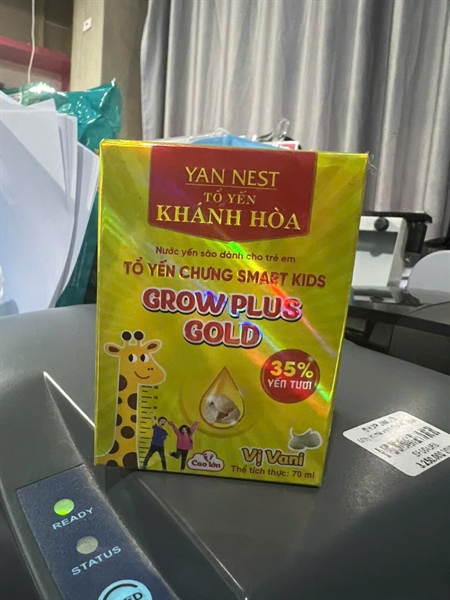 YAN NEST
TỔ YẾN
KHÁNH HÒA
Nước yến sào dành cho trẻ em
TỔ YẾN CHƯNG SMART KIDS
GROW PLUS
GOLD
35%
YẾN TƯƠI
Cao lớn
Vị Vani
Thể tích thực: 70 ml
READY
STATUS